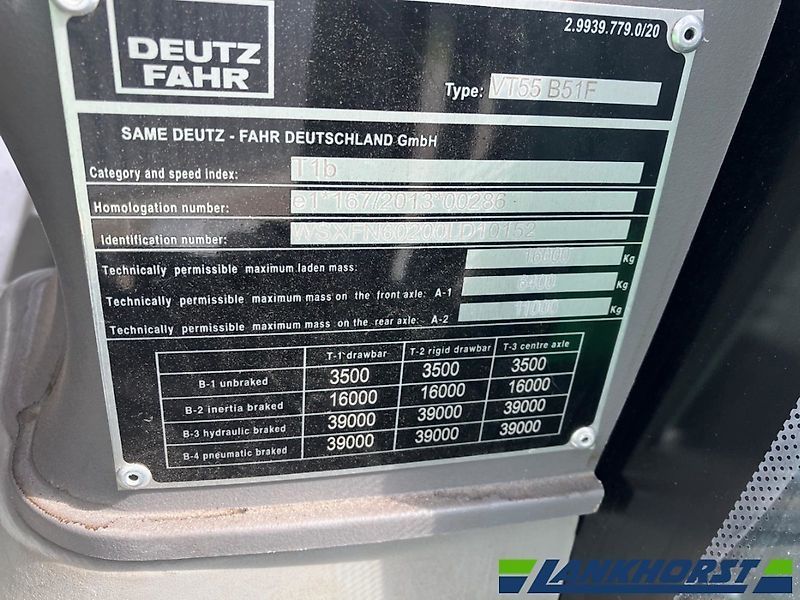 DEUTZ
FAHR
2.9939.779.0/20
Type: VT55 B51F
SAME DEUTZ - FAHR DEUTSCHLAND GmbH
Category and speed index: T1b
Homologation number: e1*167/2013*00286
Identification number: WSXFN60200LD10152
Technically permissible maximum laden mass: 16000 Kg
Technically permissible maximum mass on the front axle: A-1 6400 Kg
Technically permissible maximum mass on the rear axle: A-2 11000 Kg
T-1 drawbar T-2 rigid drawbar T-3 centre axle
B-1 unbraked 3500 3500 3500
B-2 inertia braked 16000 16000 16000
B-3 hydraulic braked 39000 39000 39000
B-4 pneumatic braked 39000 39000 39000
LANKHORST